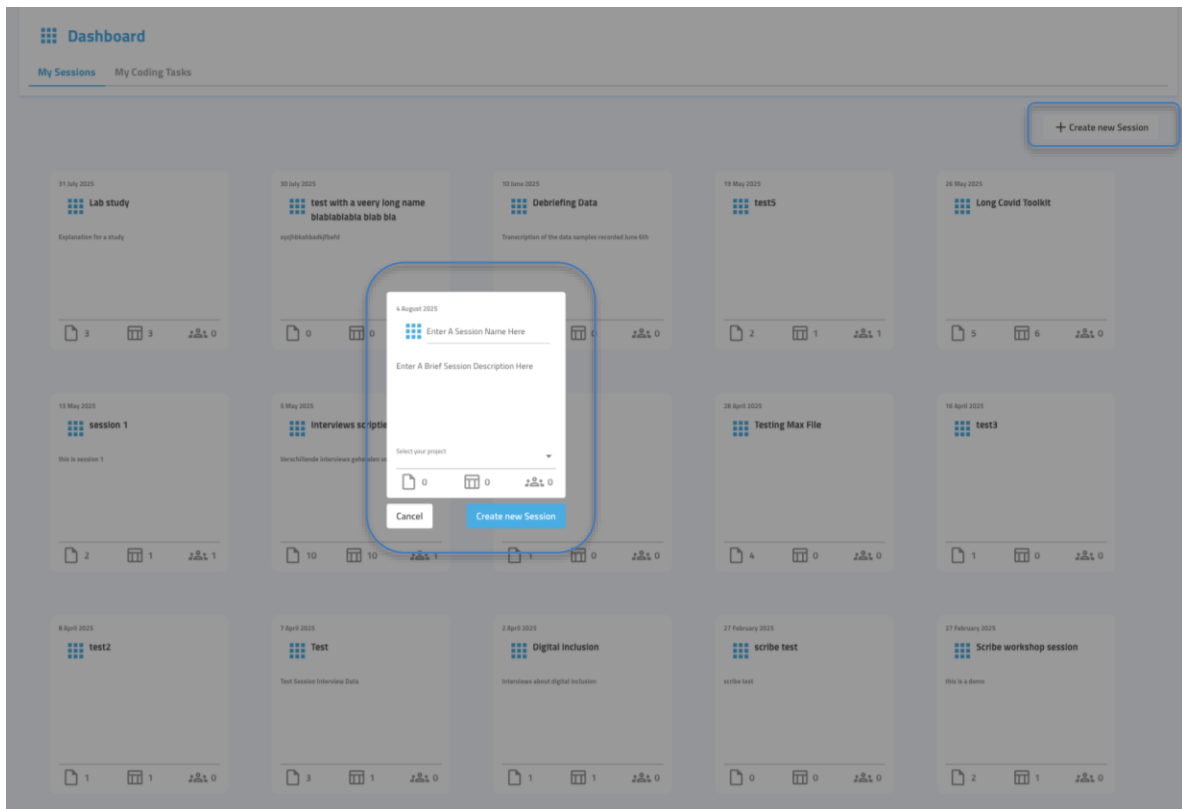 Dashboard
My Sessions My Coding Tasks
+ Create new Session
31 July 2025
Lab study
Explanation for a study
3 3 0
30 July 2025
test with a veery long name
blablablabla blab bla
0 0
10 June 2025
Debriefing Data
Transcription of the data samples recorded June 6th
0 0
19 May 2025
test5
2 1 1
26 May 2025
Long Covid Toolkit
5 6 0
4 August 2025
Enter A Session Name Here
Enter A Brief Session Description Here
Select your project
0 0 0
Cancel Create new Session
13 May 2025
session 1
this is session 1
2 1 1
5 May 2025
Interviews scriptie
Verschillende interviews
10 10 1
1 0 0
28 April 2025
Testing Max File
4 0 0
16 April 2025
test3
1 0 0
8 April 2025
test2
1 1 0
7 April 2025
Test
Test Session Interview Data
3 1 0
2 April 2025
Digital inclusion
Interviews about digital inclusion
1 1 0
27 February 2025
scribe test
scribe test
0 0 0
27 February 2025
Scribe workshop session
this is a demo
2 1 0